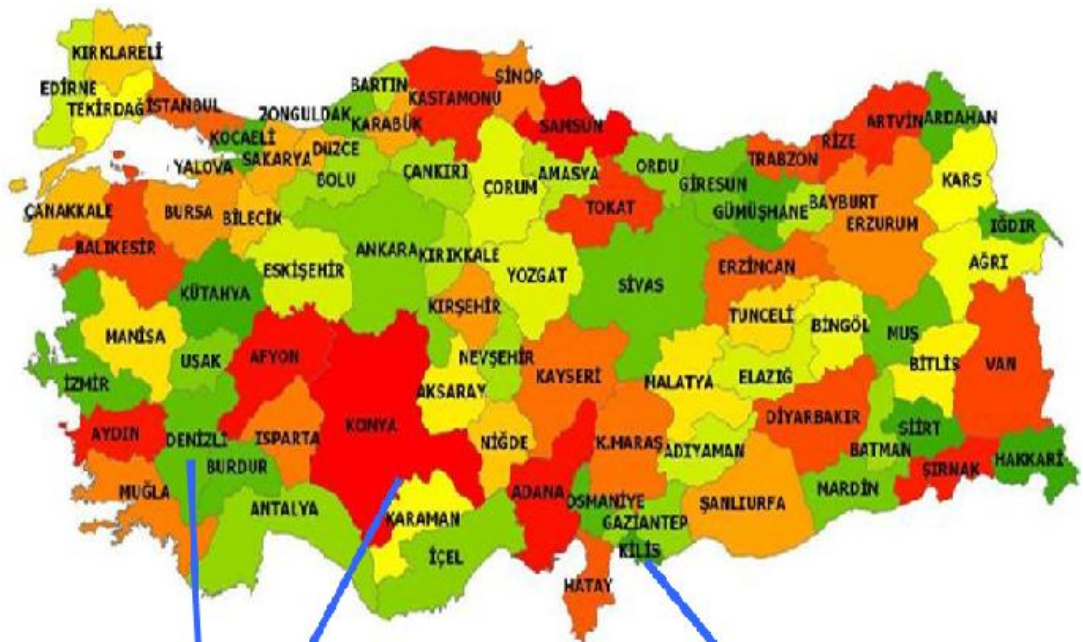 KIRKLARELİ
EDİRNE
TEKİRDAĞ
İSTANBUL
KOCAELİ
YALOVA
SAKARYA
ZONGULDAK
DÜZCE
BOLU
BARTIN
KARABÜK
KASTAMONU
SİNOP
SAMSUN
ÇANKIRI
ÇORUM
AMASYA
ORDU
GİRESUN
TOKAT
GÜMÜŞHANE
TRABZON
RİZE
ARTVİN
ARDAHAN
BAYBURT
ERZURUM
KARS
IĞDIR
AĞRI
ÇANAKKALE
BURSA
BİLECİK
BALIKESİR
KÜTAHYA
ESKİŞEHİR
ANKARA
KIRIKKALE
YOZGAT
KIRŞEHİR
SİVAS
ERZİNCAN
TUNCELİ
BİNGÖL
MUŞ
BİTLİS
VAN
MANİSA
UŞAK
AFYON
İZMİR
AYDIN
DENİZLİ
ISPARTA
BURDUR
KONYA
AKSARAY
NEVŞEHİR
KAYSERİ
NİĞDE
MALATYA
ELAZIĞ
DİYARBAKIR
BATMAN
SİİRT
ŞIRNAK
HAKKARİ
MUĞLA
ANTALYA
KARAMAN
İÇEL
ADANA
K.MARAŞ
ADIYAMAN
OSMANİYE
GAZİANTEP
KİLİS
ŞANLIURFA
MARDİN
HATAY